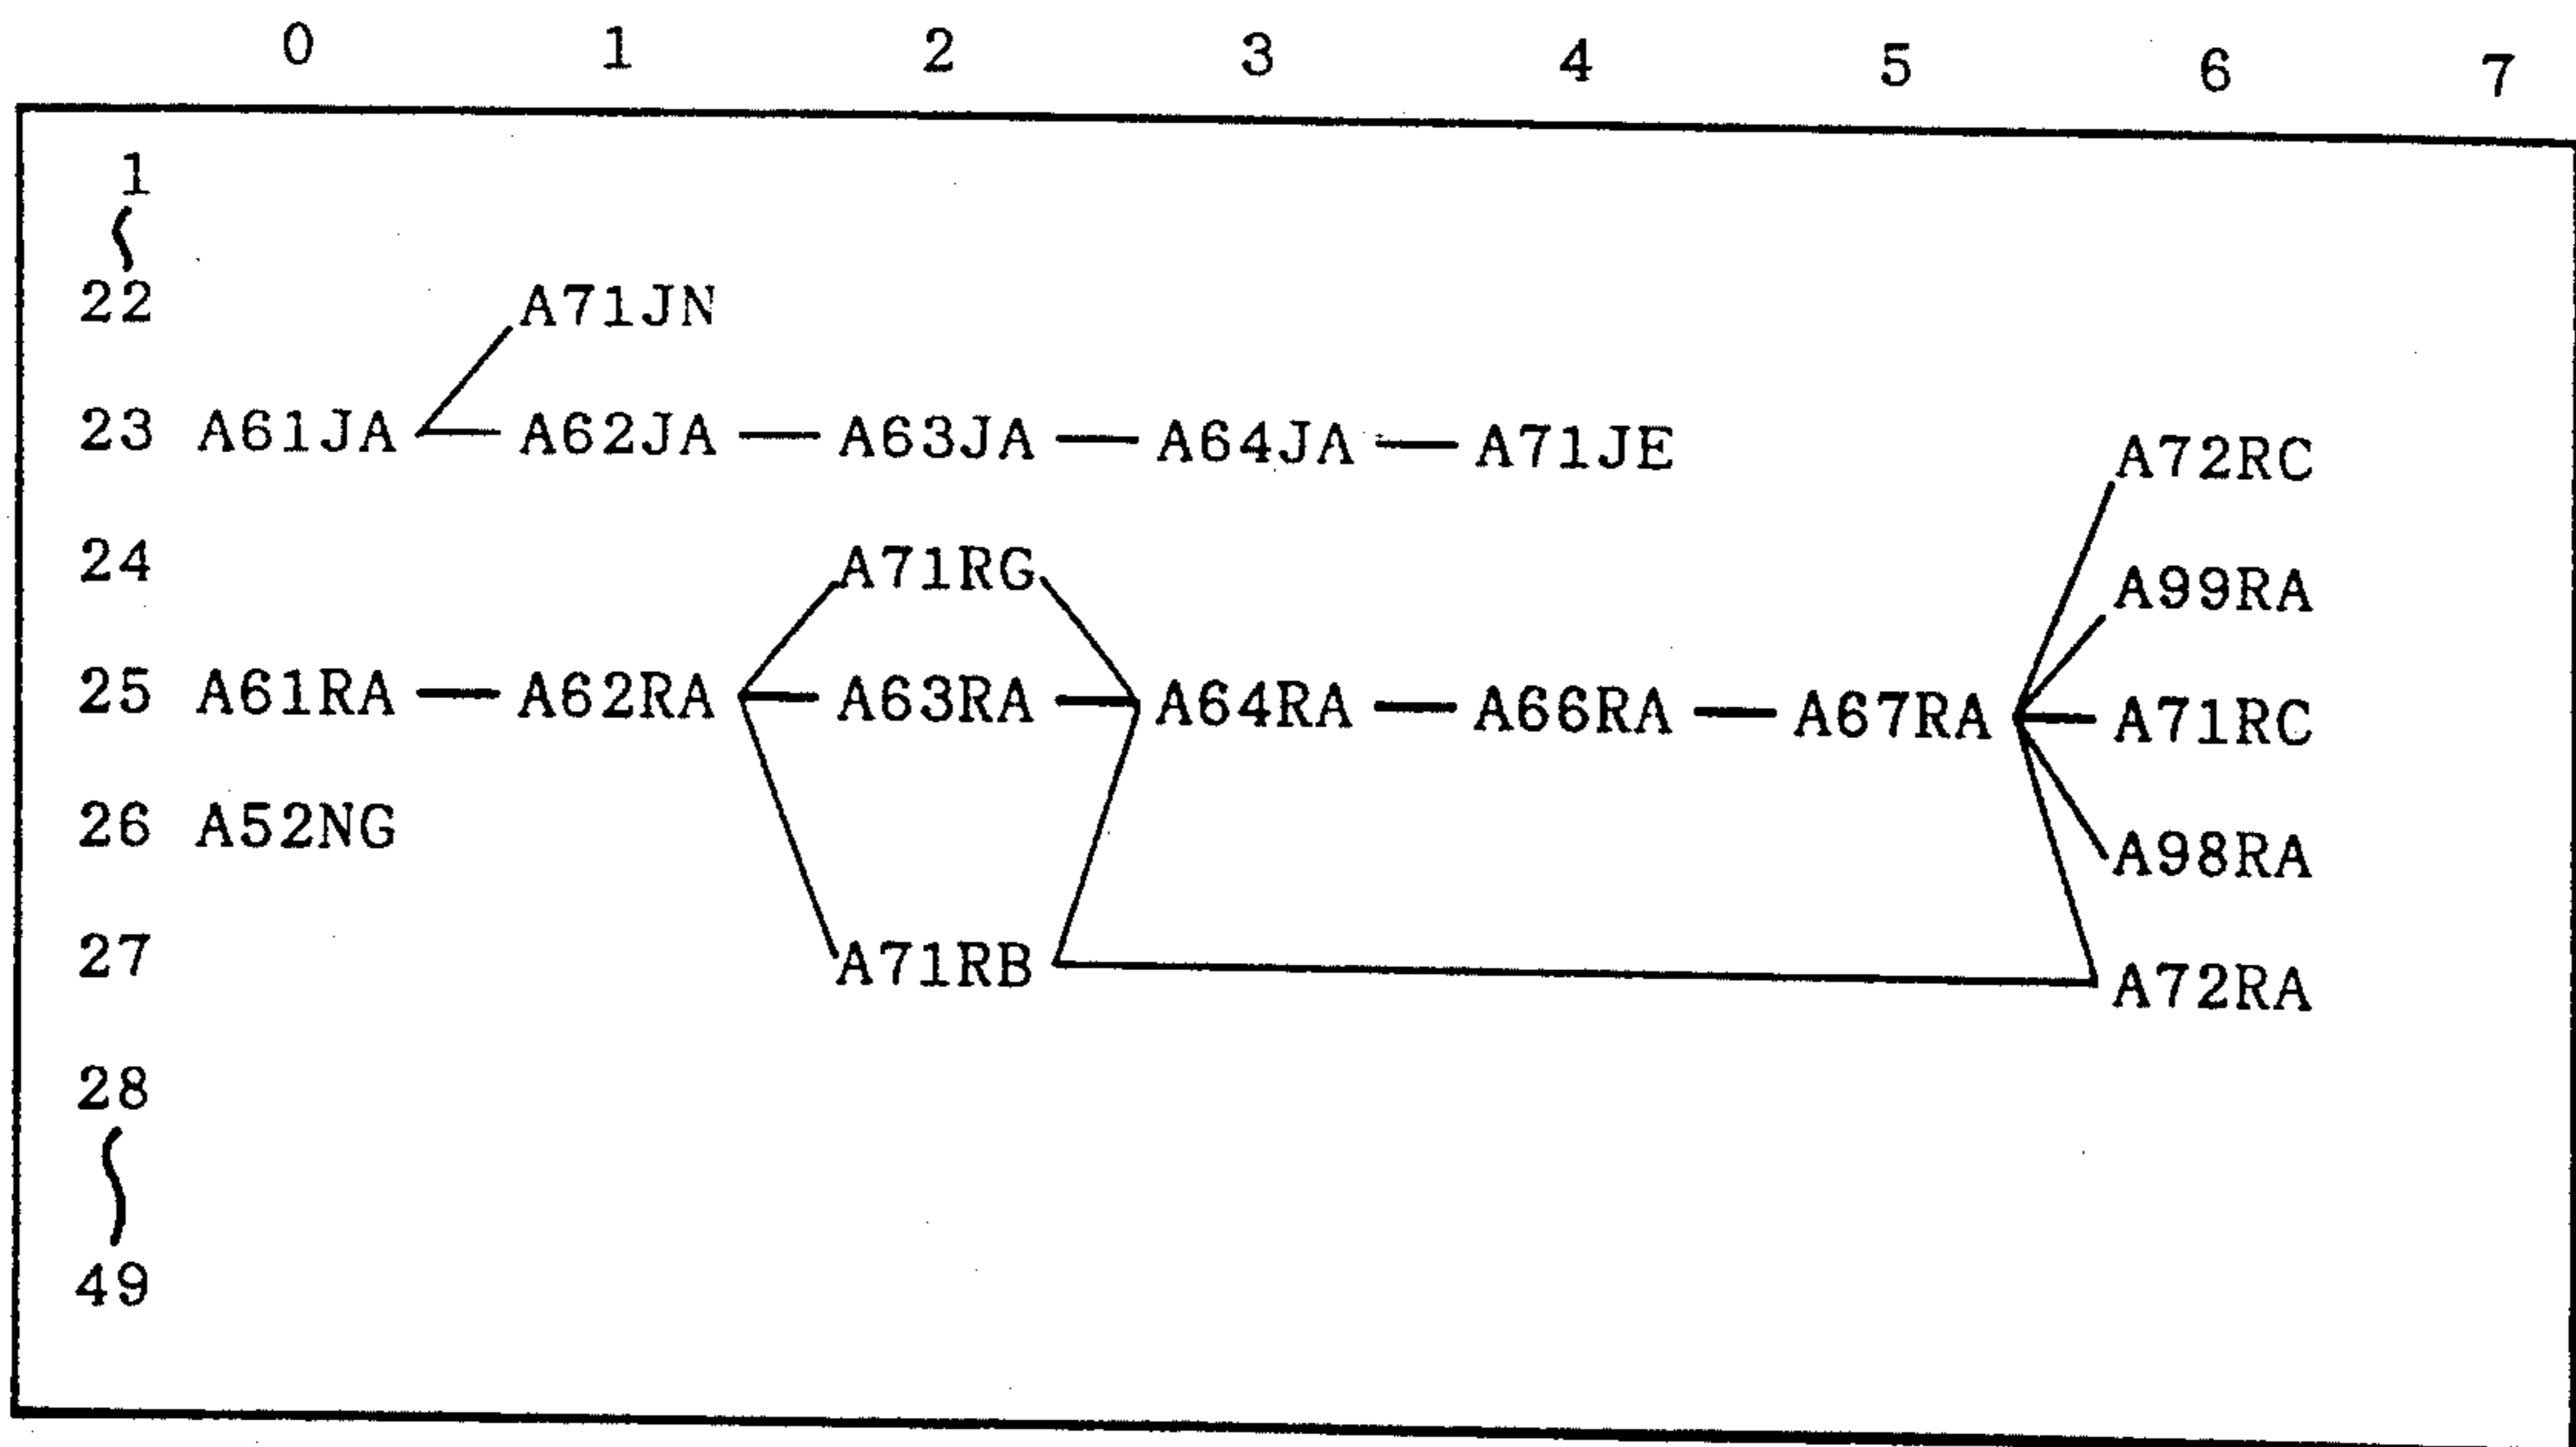 0 1 2 3 4 5 6 7
1
22 A71JN
23 A61JA A62JA A63JA A64JA A71JE A72RC
24 A71RG A99RA
25 A61RA A62RA A63RA A64RA A66RA A67RA A71RC
26 A52NG A98RA
27 A71RB A72RA
28
49